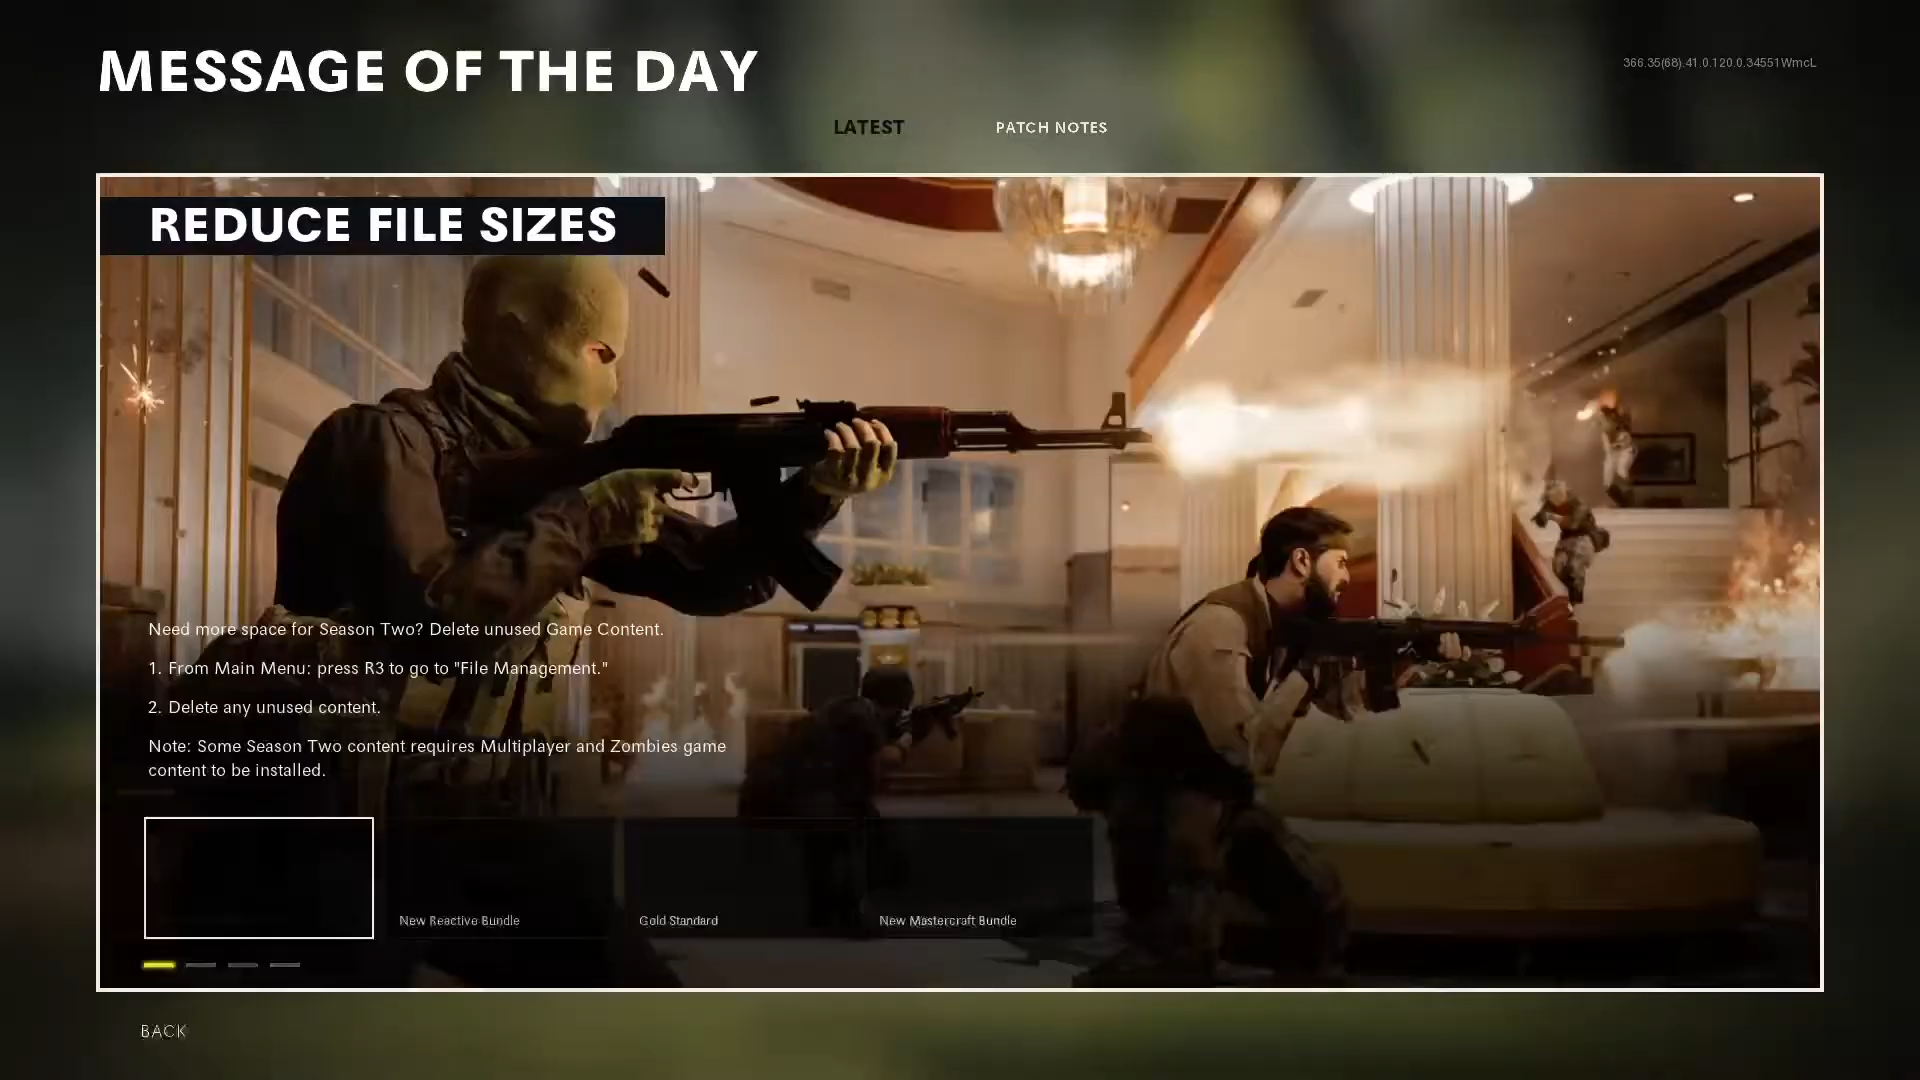 MESSAGE OF THE DAY
366.35(68).41.0.120.0.34551WmcL
LATEST
PATCH NOTES
REDUCE FILE SIZES
Need more space for Season Two? Delete unused Game Content.
1. From Main Menu: press R3 to go to "File Management."
2. Delete any unused content.
Note: Some Season Two content requires Multiplayer and Zombies game
content to be installed.
New Reactive Bundle
Gold Standard
New Mastercraft Bundle
BACK